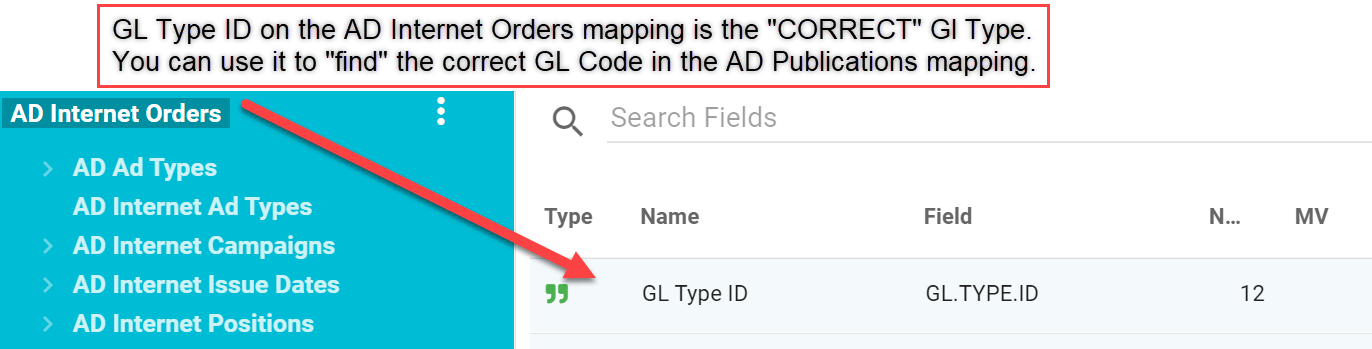 GL Type ID on the AD Internet Orders mapping is the "CORRECT" Gl Type.
You can use it to "find" the correct GL Code in the AD Publications mapping.
AD Internet Orders
AD Ad Types
AD Internet Ad Types
AD Internet Campaigns
AD Internet Issue Dates
AD Internet Positions
Search Fields
Type Name Field N... MV
GL Type ID GL.TYPE.ID 12